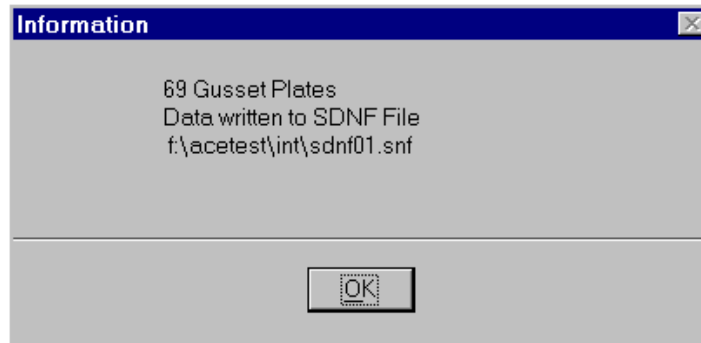 Information
69 Gusset Plates
Data written to SDNF File
f:\acetest\int\sdnf01.snf
OK